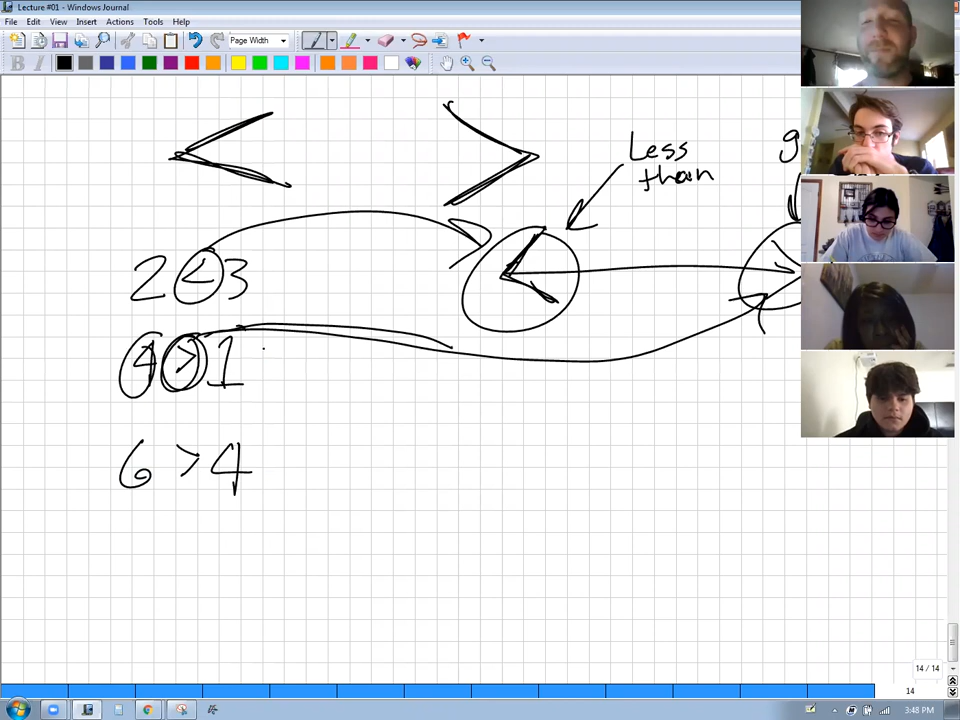 Lecture #01 - Windows Journal
File Edit View Insert Actions Tools Help
Page Width
B I
< >
Less
than
g
2 < 3 <
4 > 1
6 > 4
14 / 14
14
3:48 PM